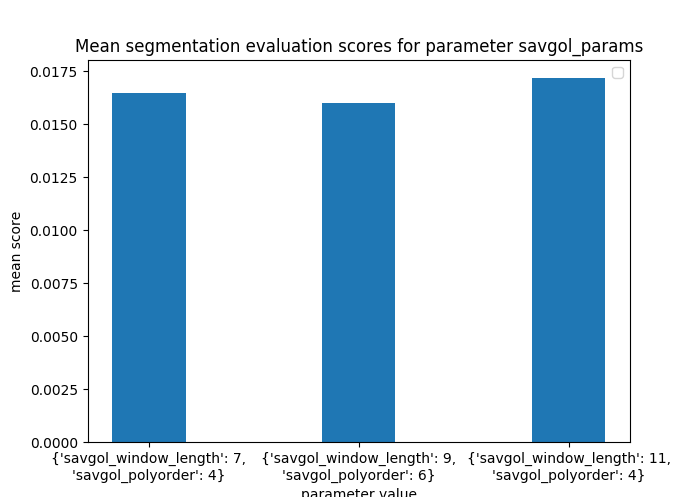 Mean segmentation evaluation scores for parameter savgol_params
mean score
0.0175
0.0150
0.0125
0.0100
0.0075
0.0050
0.0025
0.0000
{'savgol_window_length': 7,
'savgol_polyorder': 4}
{'savgol_window_length': 9,
'savgol_polyorder': 6}
{'savgol_window_length': 11,
'savgol_polyorder': 4}
parameter value